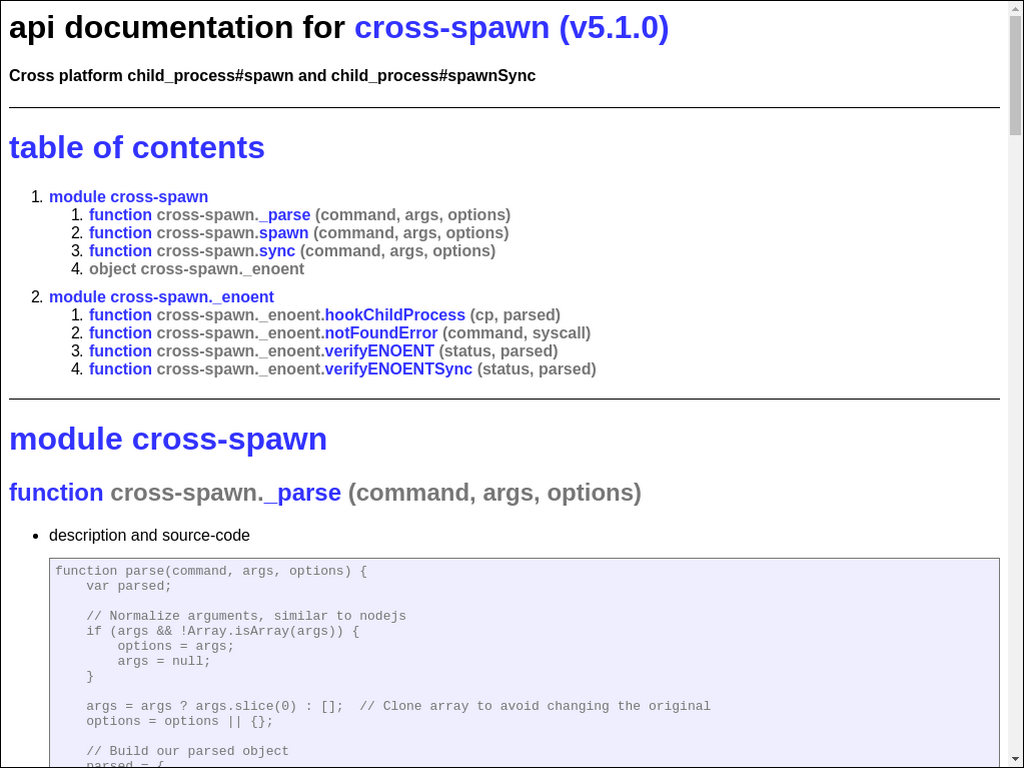 api documentation for cross-spawn (v5.1.0)
Cross platform child_process#spawn and child_process#spawnSync
table of contents
1. module cross-spawn
1. function cross-spawn._parse (command, args, options)
2. function cross-spawn.spawn (command, args, options)
3. function cross-spawn.sync (command, args, options)
4. object cross-spawn._enoent
2. module cross-spawn._enoent
1. function cross-spawn._enoent.hookChildProcess (cp, parsed)
2. function cross-spawn._enoent.notFoundError (command, syscall)
3. function cross-spawn._enoent.verifyENOENT (status, parsed)
4. function cross-spawn._enoent.verifyENOENTSync (status, parsed)
module cross-spawn
function cross-spawn._parse (command, args, options)
• description and source-code
function parse(command, args, options) {
    var parsed;
    // Normalize arguments, similar to nodejs
    if (args && !Array.isArray(args)) {
        options = args;
        args = null;
    }
    args = args ? args.slice(0) : [];  // Clone array to avoid changing the original
    options = options || {};
    // Build our parsed object
    parsed = {